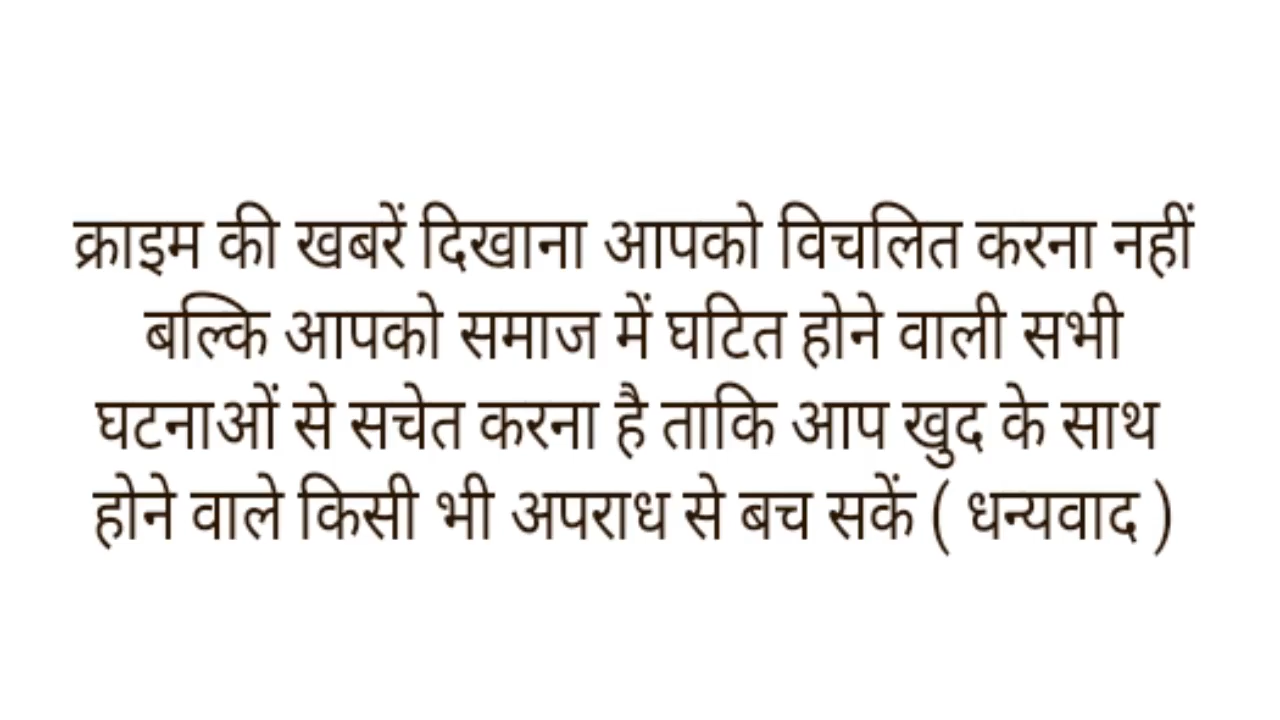 क्राइम की खबरें दिखाना आपको विचलित करना नहीं
बल्कि आपको समाज में घटित होने वाली सभी
घटनाओं से सचेत करना है ताकि आप खुद के साथ
होने वाले किसी भी अपराध से बच सकें ( धन्यवाद )